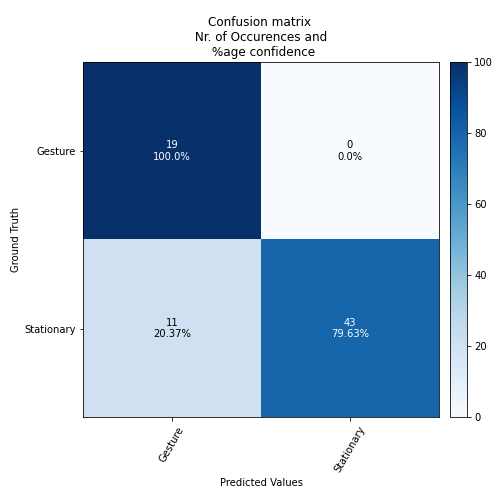 Confusion matrix
Nr. of Occurences and
%age confidence
Ground Truth
Gesture
19
100.0%
0
0.0%
Stationary
11
20.37%
43
79.63%
Gesture
Stationary
Predicted Values
100
80
60
40
20
0